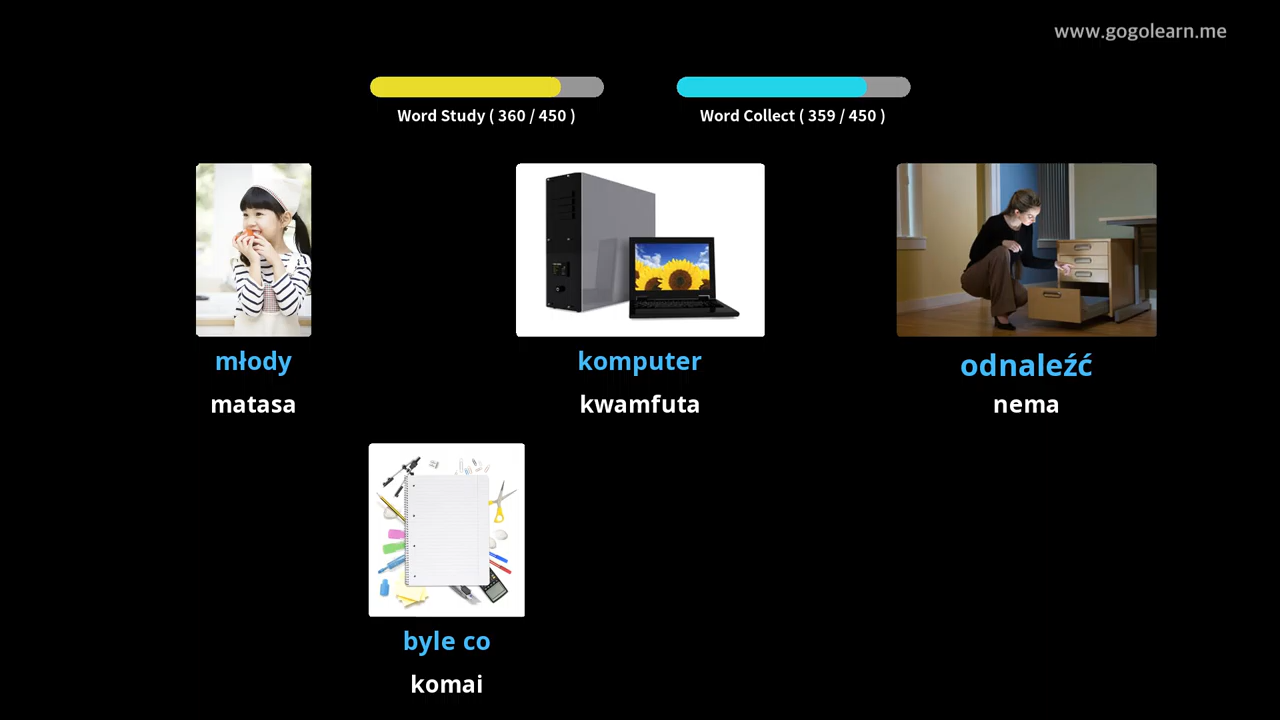 www.gogolearn.me
Word Study ( 360 / 450 )
Word Collect ( 359 / 450 )
młody
komputer
odnaleźć
matasa
kwamfuta
nema
byle co
komai